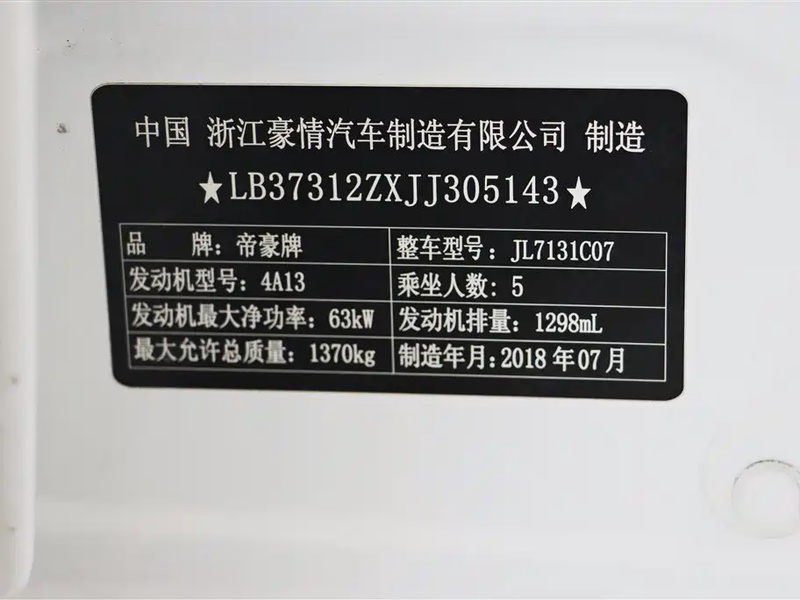 中国 浙江豪情汽车制造有限公司 制造
★LB37312ZXJJ305143★
品 牌：帝豪牌 整车型号：JL7131C07
发动机型号：4A13 乘坐人数：5
发动机最大净功率：63kW 发动机排量：1298mL
最大允许总质量：1370kg 制造年月：2018年07月